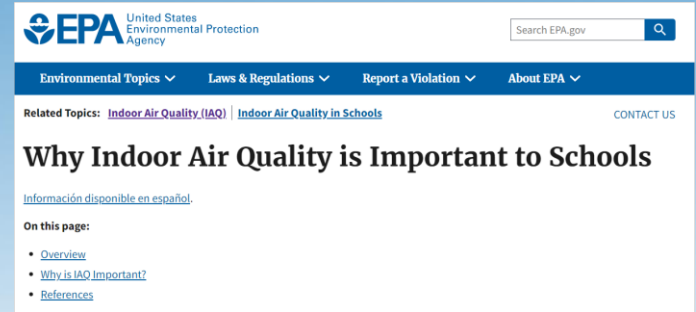 EPA
United States
Environmental Protection
Agency
Search EPA.gov
Environmental Topics
Laws & Regulations
Report a Violation
About EPA
Related Topics: Indoor Air Quality (IAQ) Indoor Air Quality in Schools
CONTACT US
Why Indoor Air Quality is Important to Schools
Información disponible en español.
On this page:
• Overview
• Why is IAQ Important?
• References